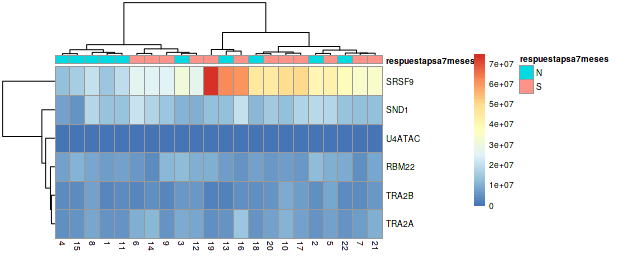 respuestapsa7meses
SRSF9
SND1
U4ATAC
RBM22
TRA2B
TRA2A
4 15 8 1 11 6 14 9 3 12 19 13 16 18 20 10 17 2 5 22 7 21
7e+07
6e+07
5e+07
4e+07
3e+07
2e+07
1e+07
0
respuestapsa7meses
N
S